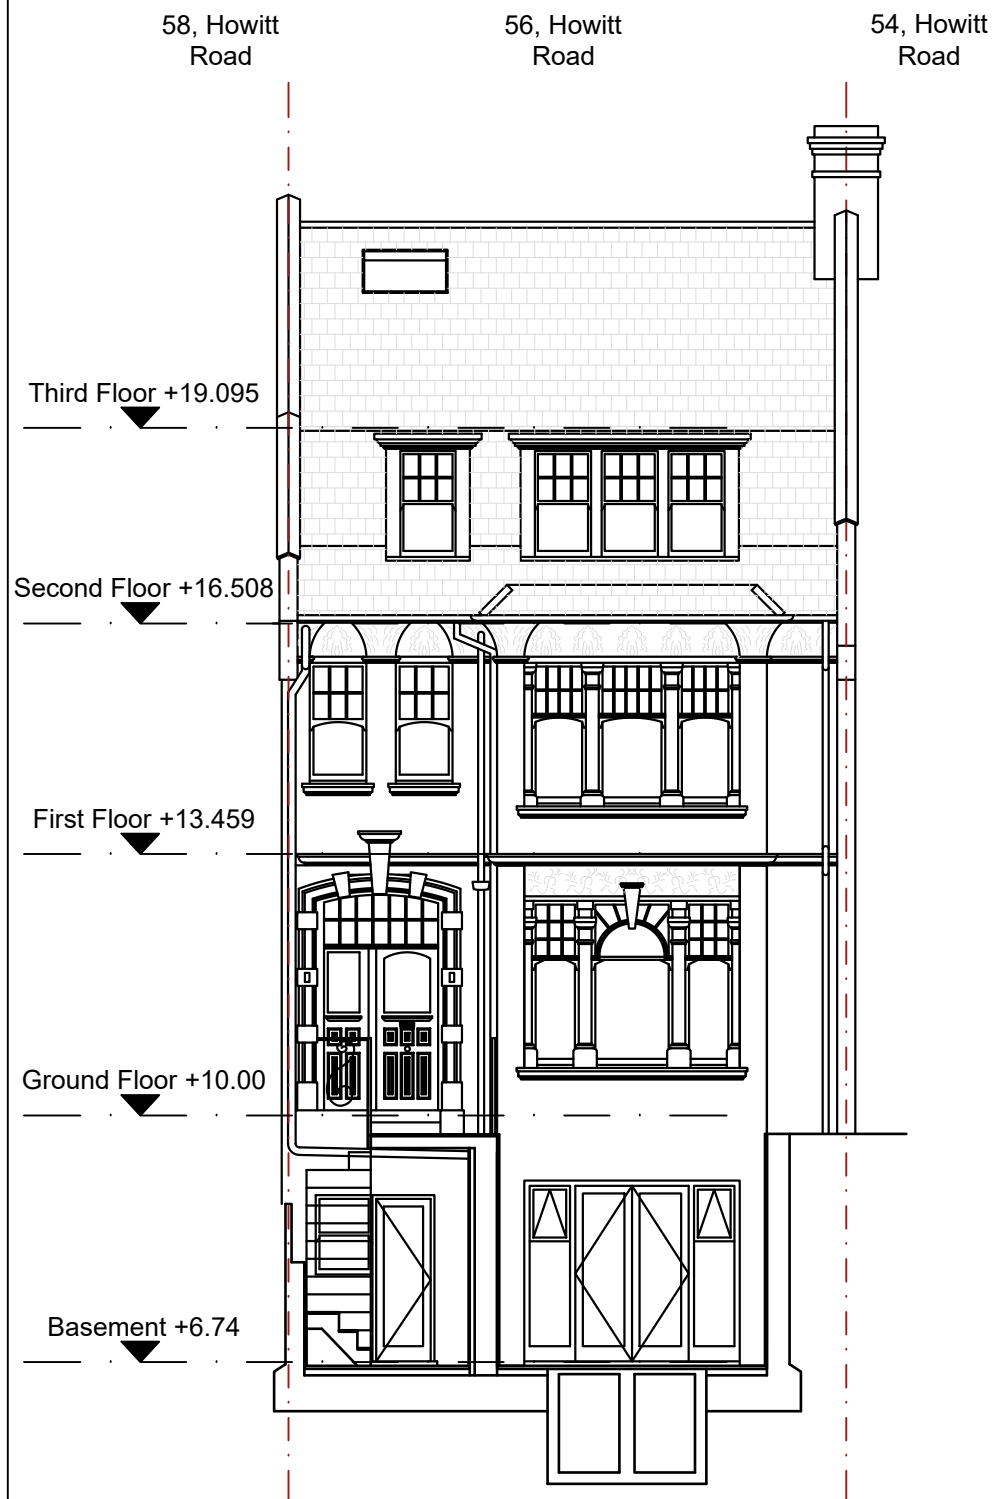 58, Howitt
Road
56, Howitt
Road
54, Howitt
Road
Third Floor +19.095
Second Floor +16.508
First Floor +13.459
Ground Floor +10.00
Basement +6.74